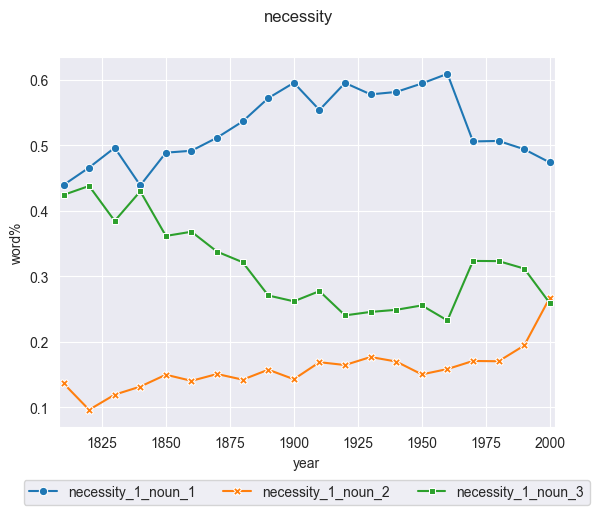 necessity
0.6
0.5
0.4
0.3
0.2
0.1
word%
1825 1850 1875 1900 1925 1950 1975 2000
year
necessity_1_noun_1 necessity_1_noun_2 necessity_1_noun_3